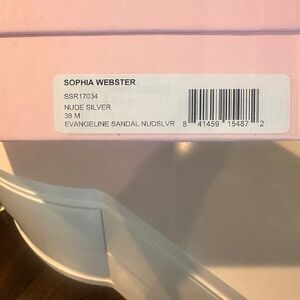 SOPHIA WEBSTER
SSR17034
NUDE SILVER
38 M
EVANGELINE SANDAL NUDSLVR 8 41459 15487 2